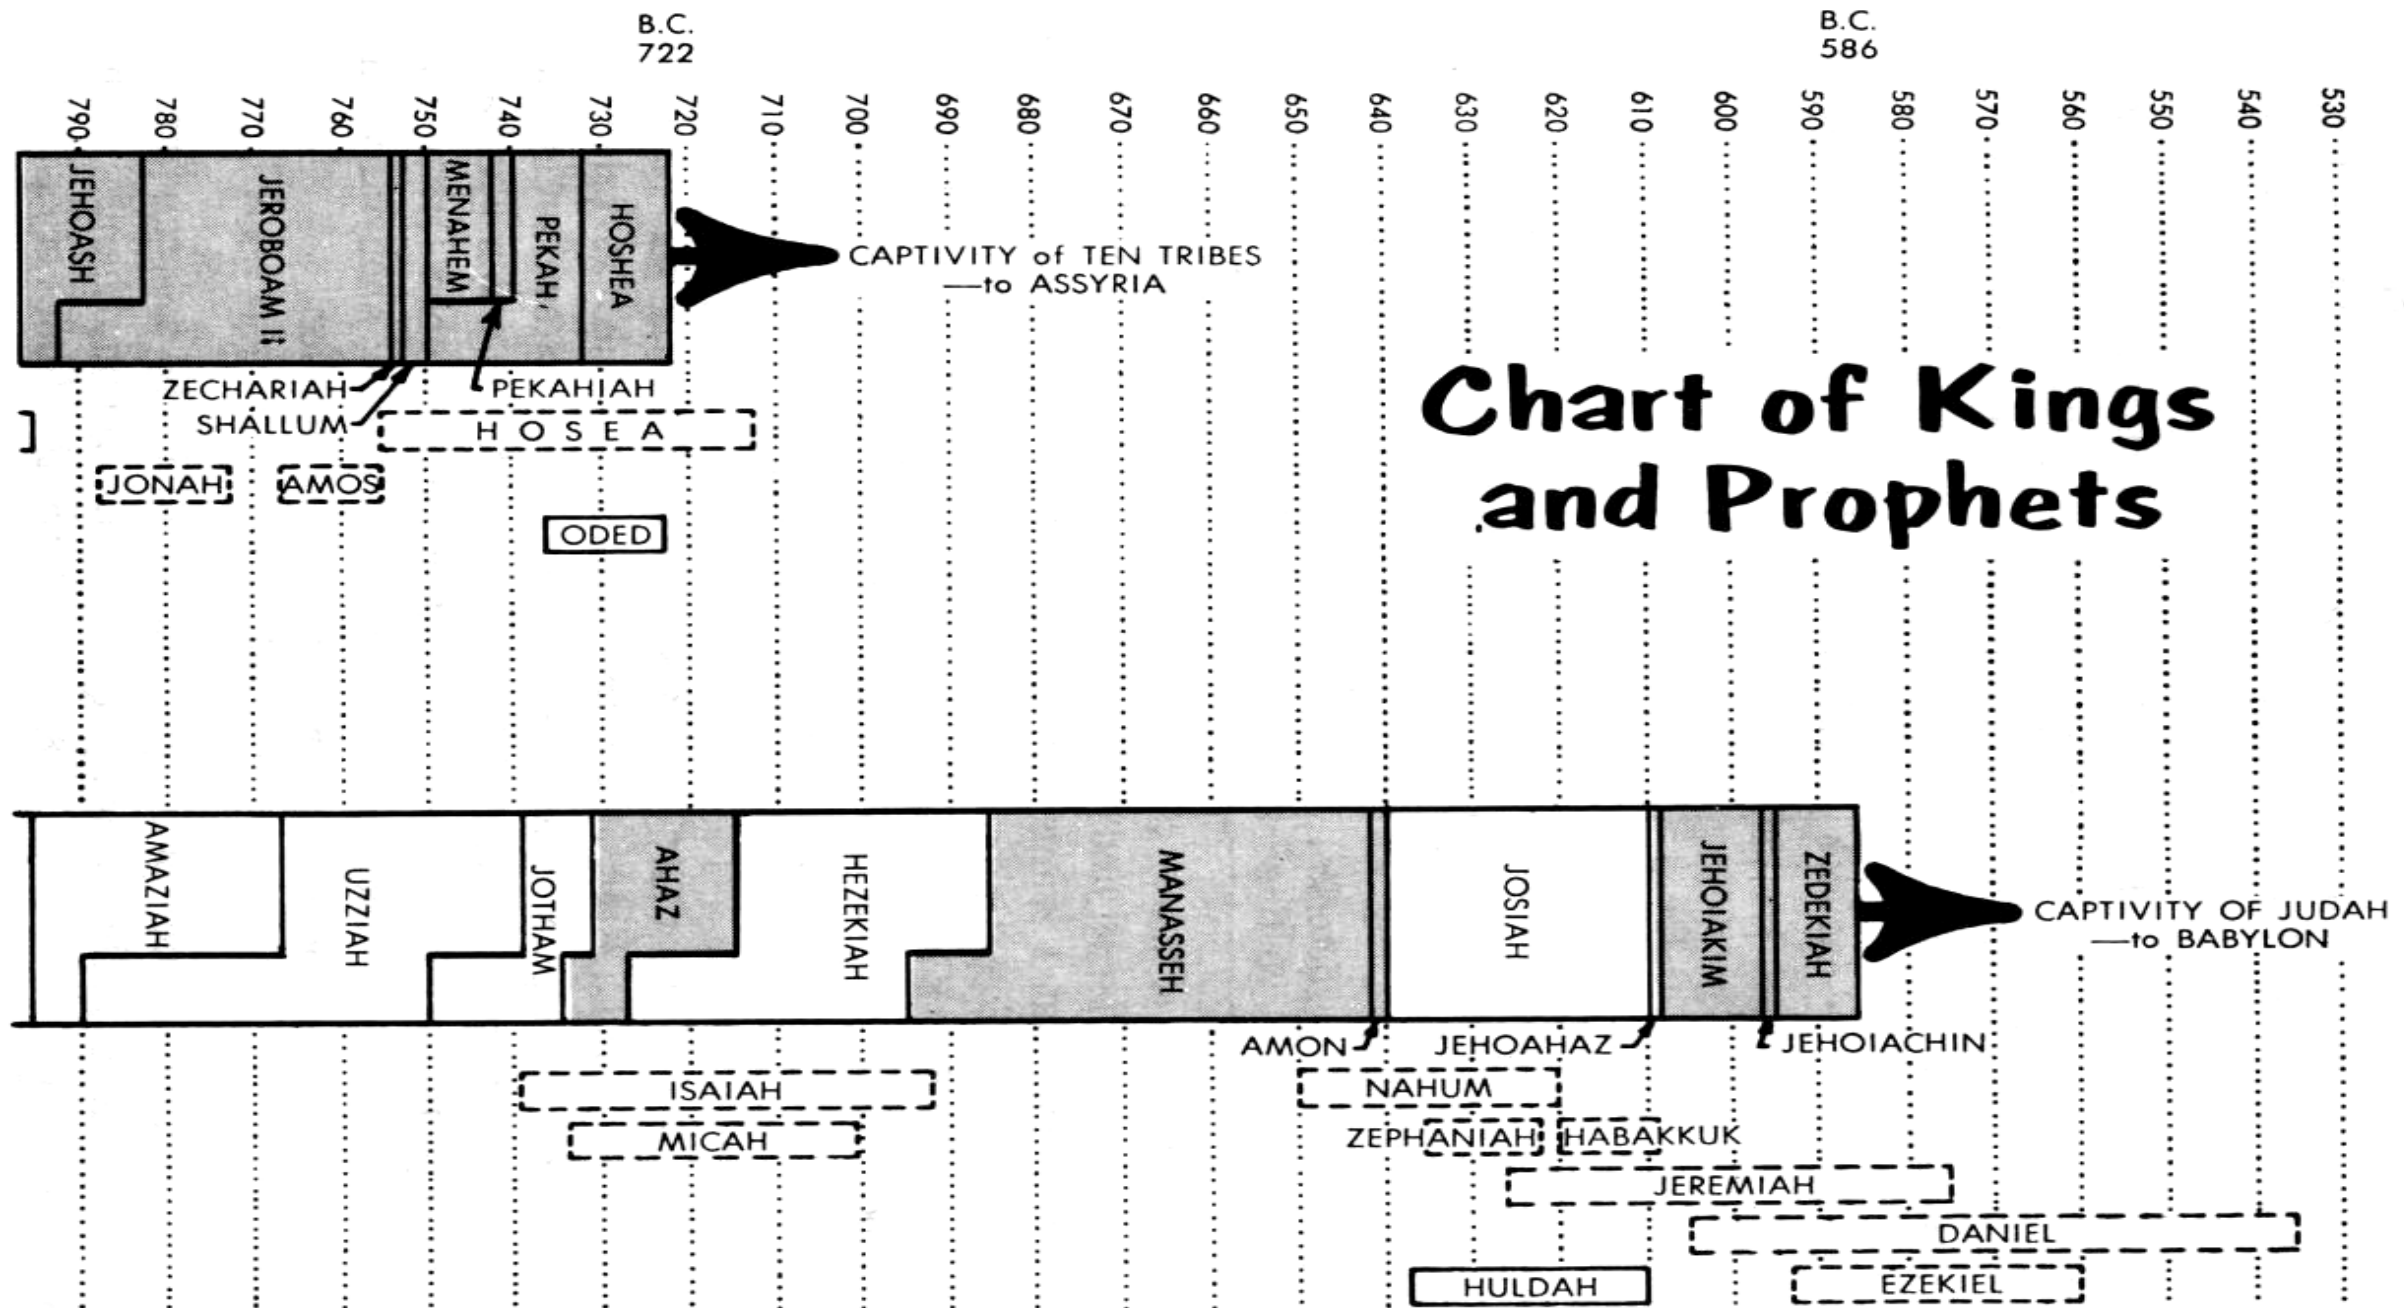 B.C.
722
B.C.
586
790 780 770 760 750 740 730 720 710 700 690 680 670 660 650 640 630 620 610 600 590 580 570 560 550 540 530
JEHOASH
JEROBOAM II
MENAHEM
PEKAH
HOSHEA
CAPTIVITY of TEN TRIBES
—to ASSYRIA
ZECHARIAH
PEKAHIAH
SHALLUM
HOSEA
JONAH
AMOS
ODED
Chart of Kings
and Prophets
AMAZIAH
UZZIAH
JOTHAM
AHAZ
HEZEKIAH
MANASSEH
JOSIAH
JEHOIAKIM
ZEDEKIAH
CAPTIVITY OF JUDAH
—to BABYLON
AMON
JEHOAHAZ
JEHOIACHIN
ISAIAH
NAHUM
MICAH
ZEPHANIAH
HABAKKUK
JEREMIAH
DANIEL
HULDAH
EZEKIEL